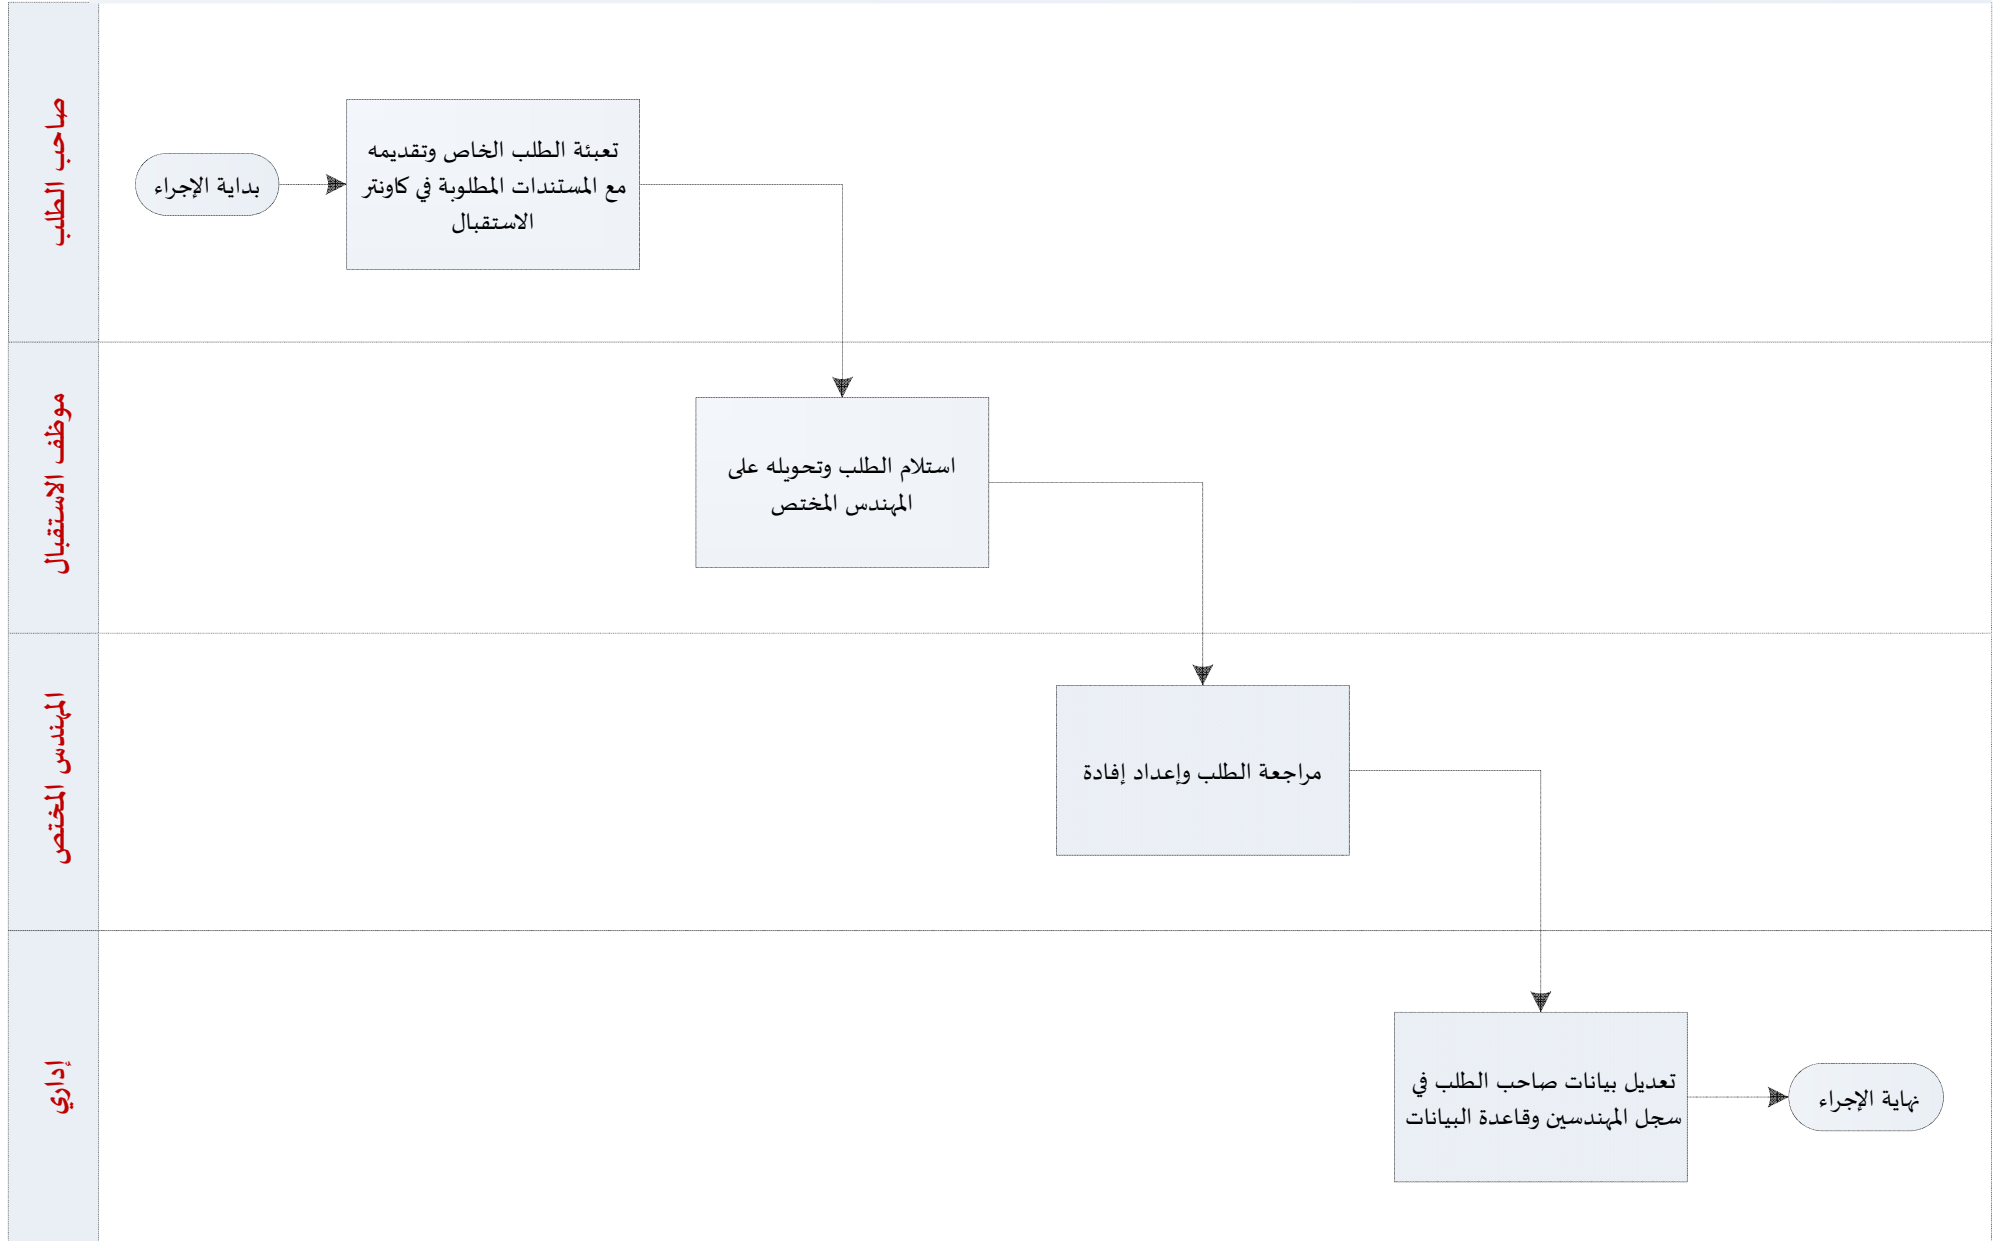 صاحب الطلب
بداية الإجراء
تعبئة الطلب الخاص وتقديمه
مع المستندات المطلوبة في كاونتر
الاستقبال
موظف الاستقبال
استلام الطلب وتحويله على
المهندس المختص
المهندس المختص
مراجعة الطلب وإعداد إفادة
إداري
تعديل بيانات صاحب الطلب في
سجل المهندسين وقاعدة البيانات
نهاية الإجراء